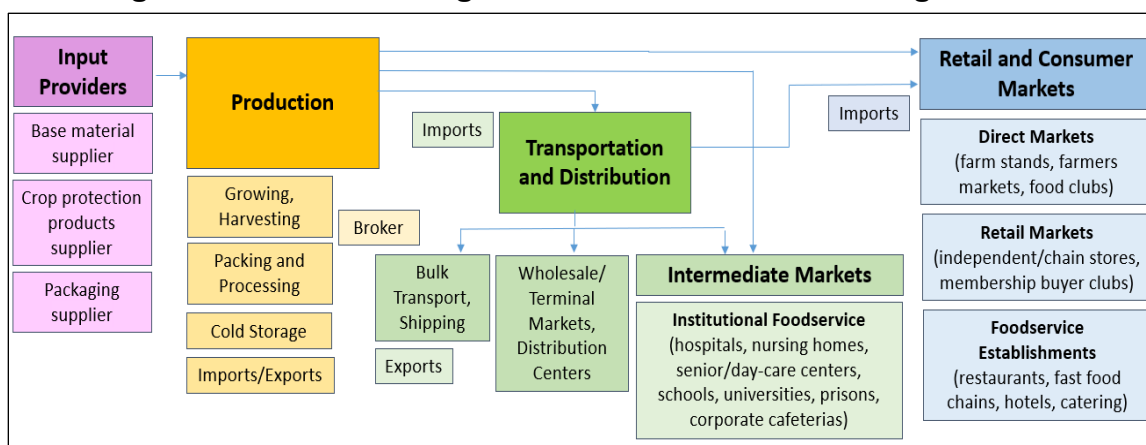 Input
Providers
Base material
supplier
Crop protection
products
supplier
Packaging
supplier
Production
Growing,
Harvesting
Packing and
Processing
Cold Storage
Imports/Exports
Broker
Imports
Transportation
and Distribution
Bulk
Transport,
Shipping
Exports
Wholesale/
Terminal
Markets,
Distribution
Centers
Intermediate Markets
Institutional Foodservice
(hospitals, nursing homes,
senior/day-care centers,
schools, universities, prisons,
corporate cafeterias)
Retail and Consumer
Markets
Imports
Direct Markets
(farm stands, farmers
markets, food clubs)
Retail Markets
(independent/chain stores,
membership buyer clubs)
Foodservice
Establishments
(restaurants, fast food
chains, hotels, catering)